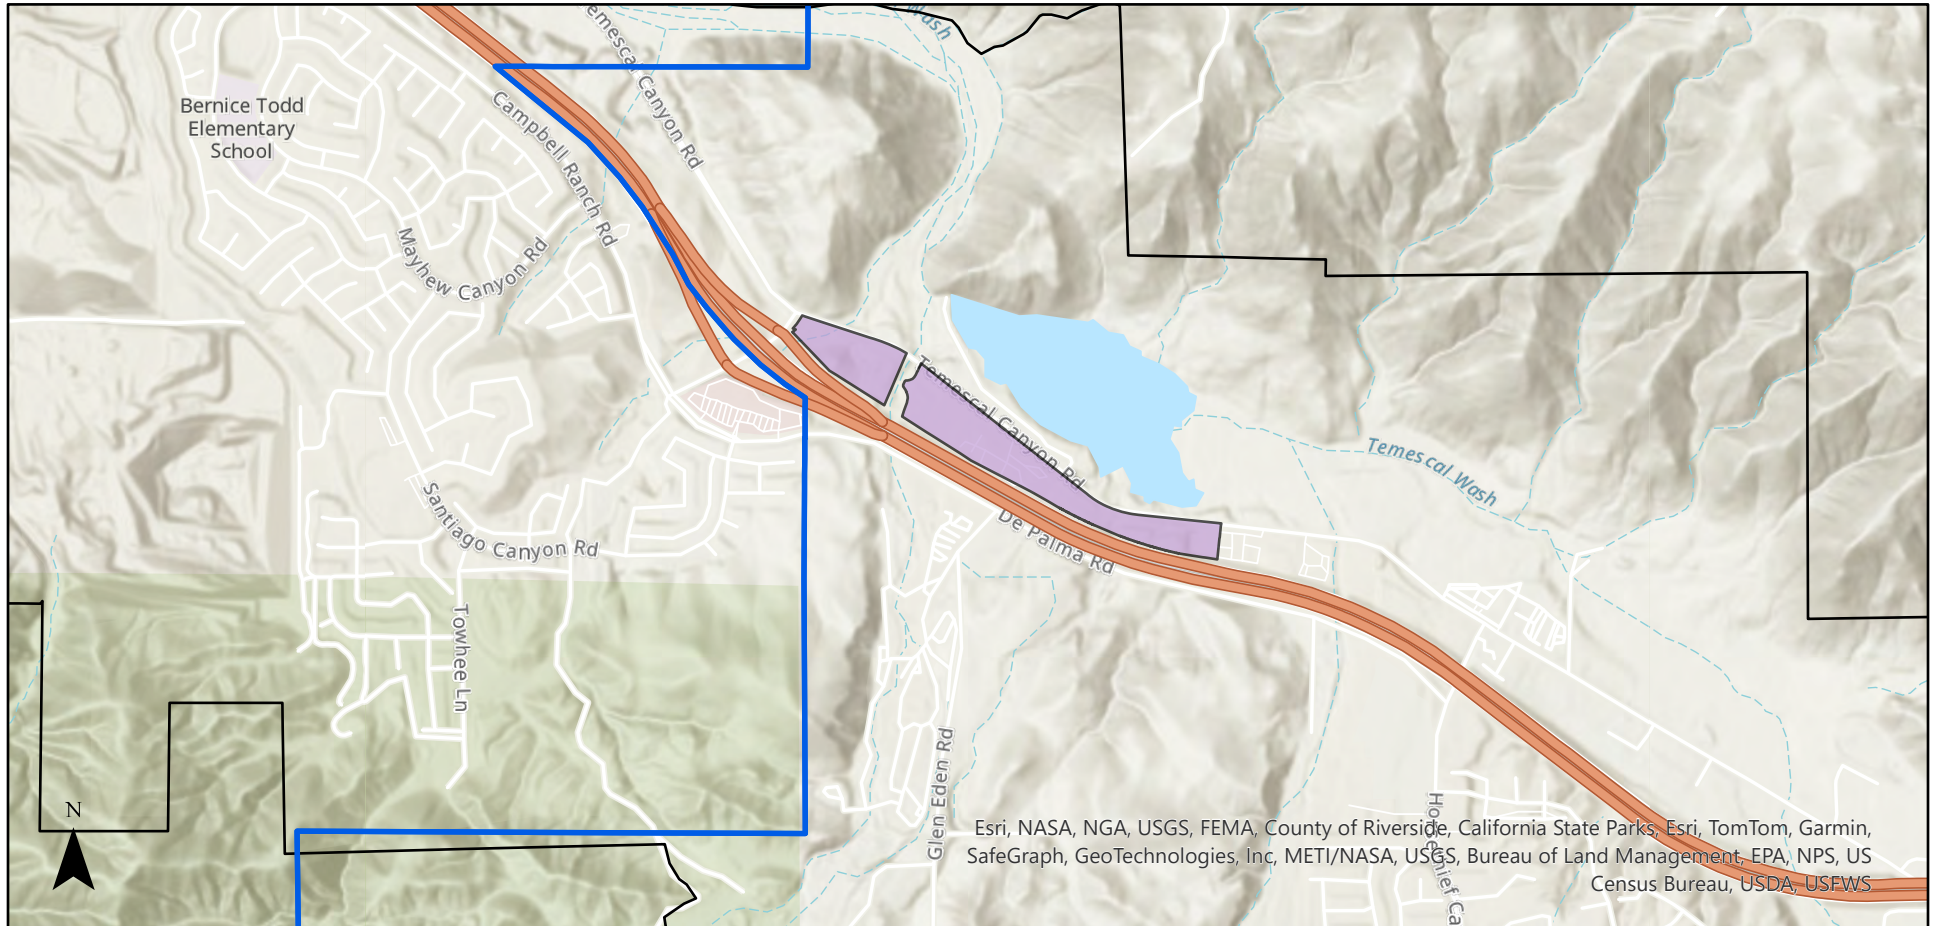 Wash
Temescal Canyon Rd
Bernice Todd
Elementary
School
Campbell Ranch Rd
Mayhew Canyon Rd
Temescal Canyon Rd
Temescal Wash
Santiago Canyon Rd
De Palma Rd
Towhee Ln
Glen Eden Rd
N
Esri, NASA, NGA, USGS, FEMA, County of Riverside, California State Parks, Esri, TomTom, Garmin,
SafeGraph, GeoTechnologies, Inc, METI/NASA, USGS, Bureau of Land Management, EPA, NPS, US
Census Bureau, USDA, USFWS